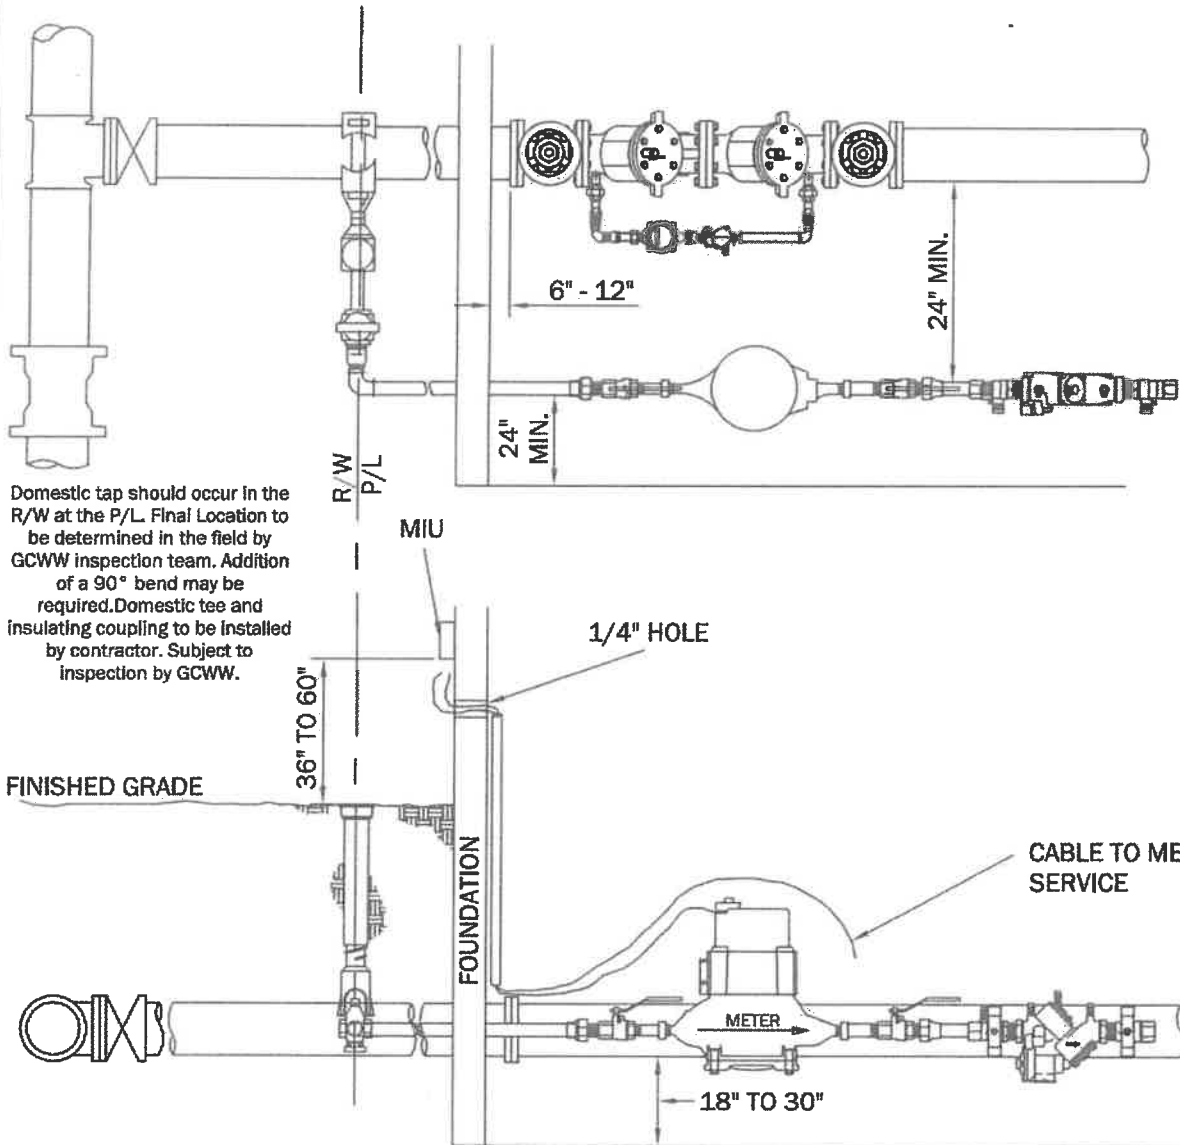 6" - 12"
24" MIN.
24"
MIN.
R/W
P/L
Domestic tap should occur in the
R/W at the P/L. Final Location to
be determined in the field by
GCWW inspection team. Addition
of a 90° bend may be
required.Domestic tee and
insulating coupling to be installed
by contractor. Subject to
inspection by GCWW.
MIU
1/4" HOLE
36" TO 60"
FINISHED GRADE
FOUNDATION
CABLE TO ME
SERVICE
METER
18" TO 30"